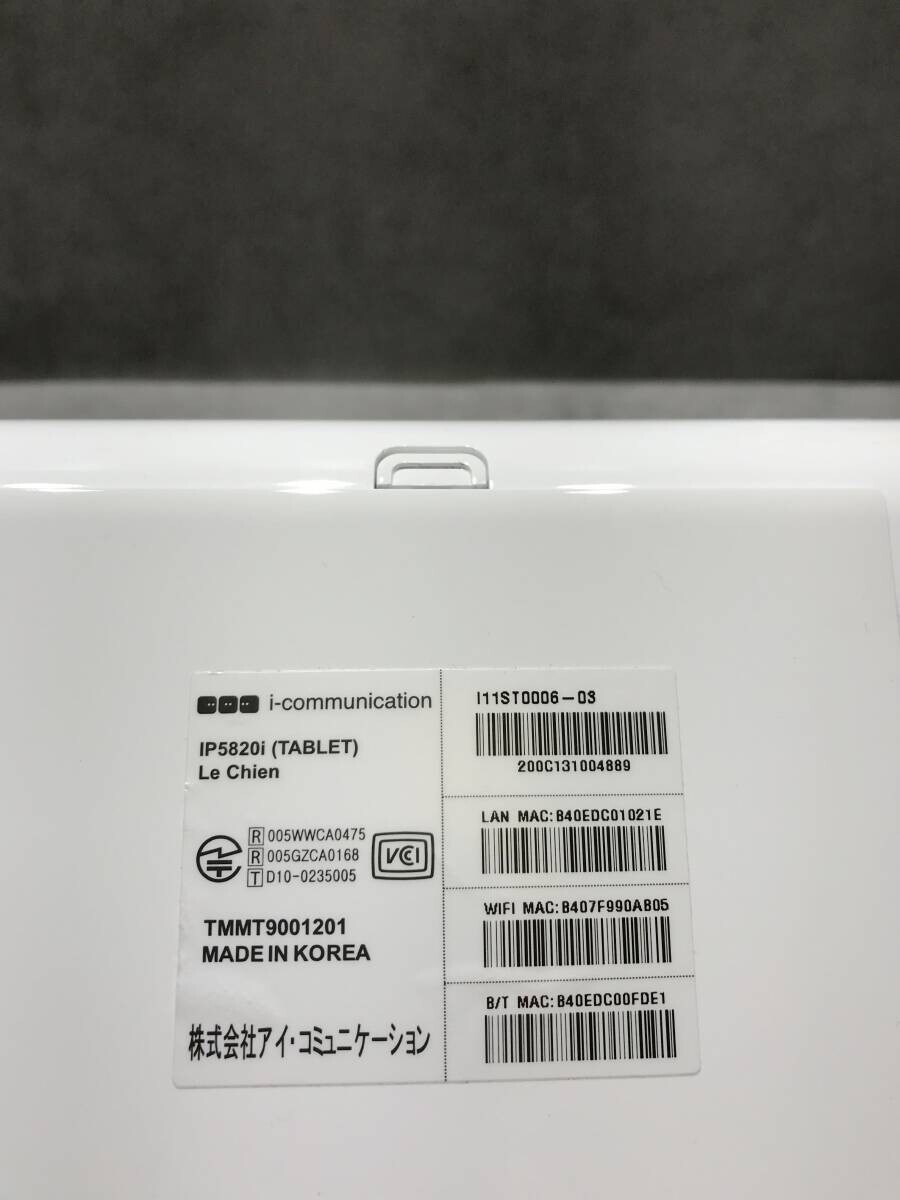 i-communication
IP5820i (TABLET)
Le Chien
R 005WWCA0475
R 005GZCA0168
T D10-0235005
VCI
TMMT9001201
MADE IN KOREA
株式会社アイ・コミュニケーション
I11ST0006-03
200C131004889
LAN MAC:B40EDC01021E
WIFI MAC:B407F990AB05
B/T MAC:B40EDC00FDE1